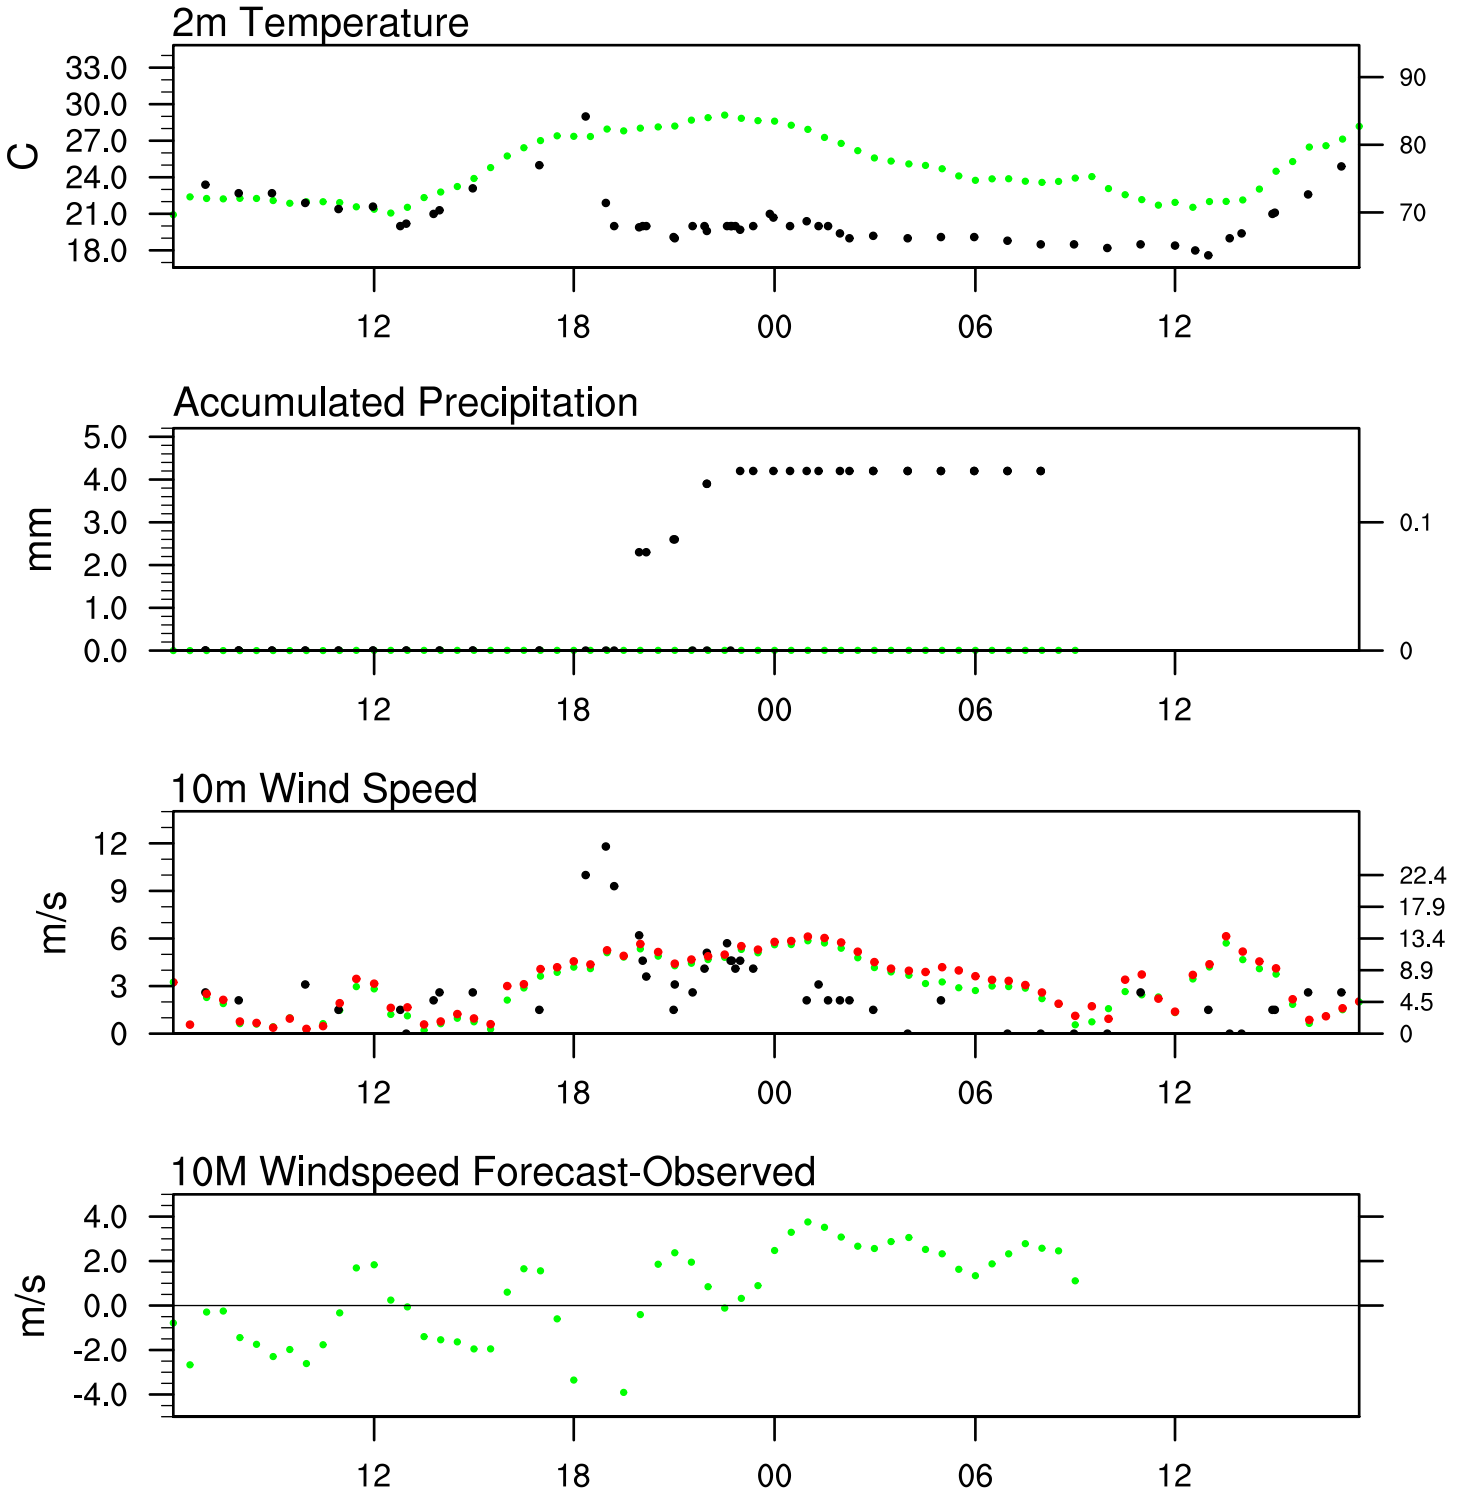 2m Temperature
33.0
30.0
27.0
24.0
21.0
18.0
C
90
80
70
12 18 00 06 12
Accumulated Precipitation
5.0
4.0
3.0
2.0
1.0
0.0
mm
0.1
0
12 18 00 06 12
10m Wind Speed
12
9
6
3
0
m/s
22.4
17.9
13.4
8.9
4.5
0
12 18 00 06 12
10M Windspeed Forecast-Observed
4.0
2.0
0.0
-2.0
-4.0
m/s
12 18 00 06 12